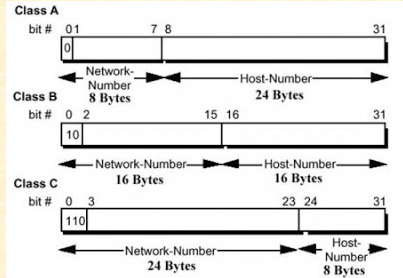 Class A
bit # 0 1 7 8 31
0
Network-
Number
8 Bytes
Host-Number
24 Bytes
Class B
bit # 0 2 15 16 31
10
Network-Number
16 Bytes
Host-Number
16 Bytes
Class C
bit # 0 3 23 24 31
110
Network-Number
24 Bytes
Host-
Number
8 Bytes